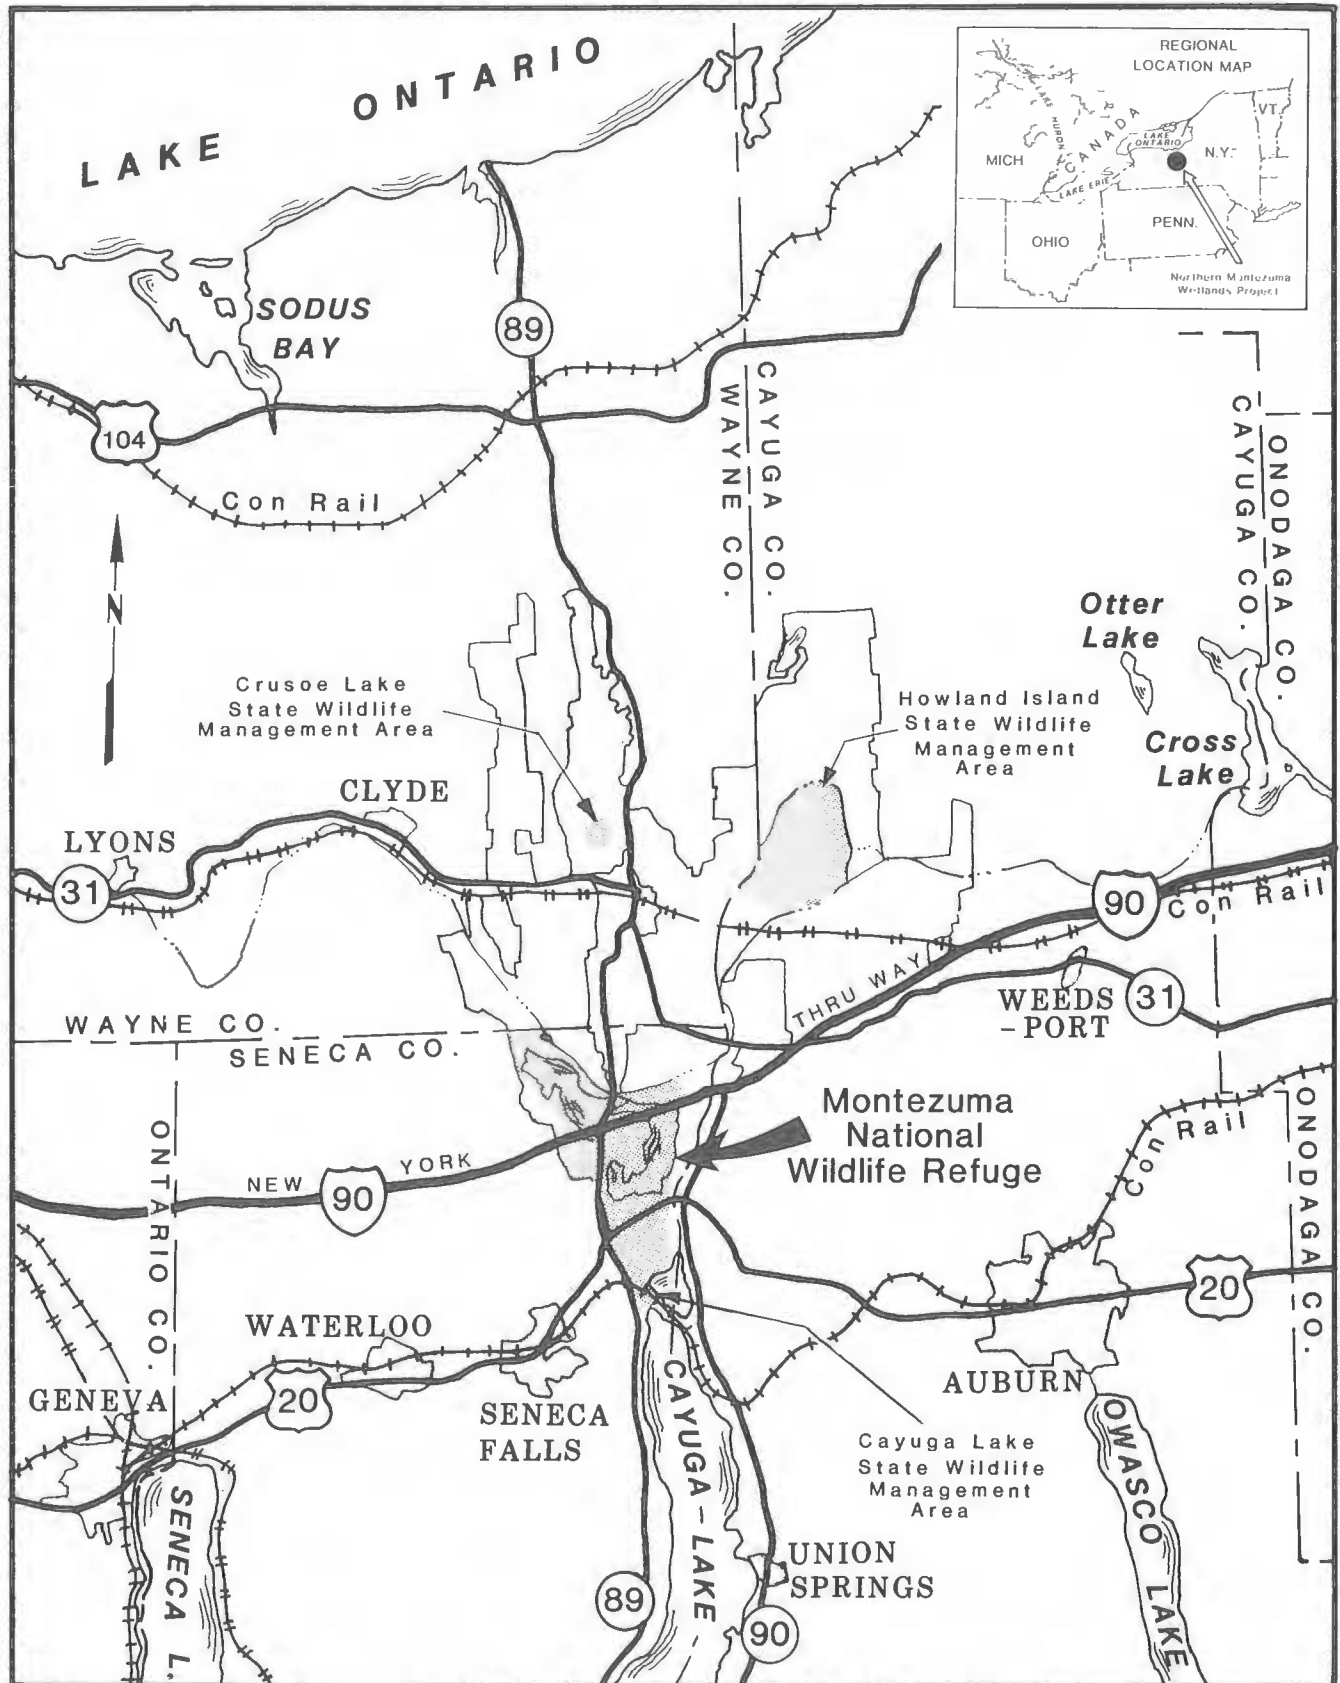 LAKE ONTARIO
REGIONAL
LOCATION MAP
LAKE HURON
CANADA
LAKE
ONTARIO
VT.
N.Y.
MICH
LAKE ERIE
PENN.
OHIO
Northern Montezuma
Wetlands Project
SODUS
BAY
89
104
Con Rail
CAYUGA CO.
WAYNE CO.
ONODAGA CO.
CAYUGA CO.
N
Otter
Lake
Crusoe Lake
State Wildlife
Management Area
Howland Island
State Wildlife
Management
Area
Cross
Lake
CLYDE
LYONS
31
90
Con Rail
THRU WAY
WEEDS
-PORT
31
WAYNE CO.
SENECA CO.
Montezuma
National
Wildlife Refuge
ONTARIO CO.
NEW
90
YORK
Con Rail
ONODAGA CO.
20
WATERLOO
GENEVA
20
SENECA
FALLS
AUBURN
CAYUGA-LAKE
Cayuga Lake
State Wildlife
Management
Area
OWASCO LAKE
SENECA L.
UNION
SPRINGS
89
90